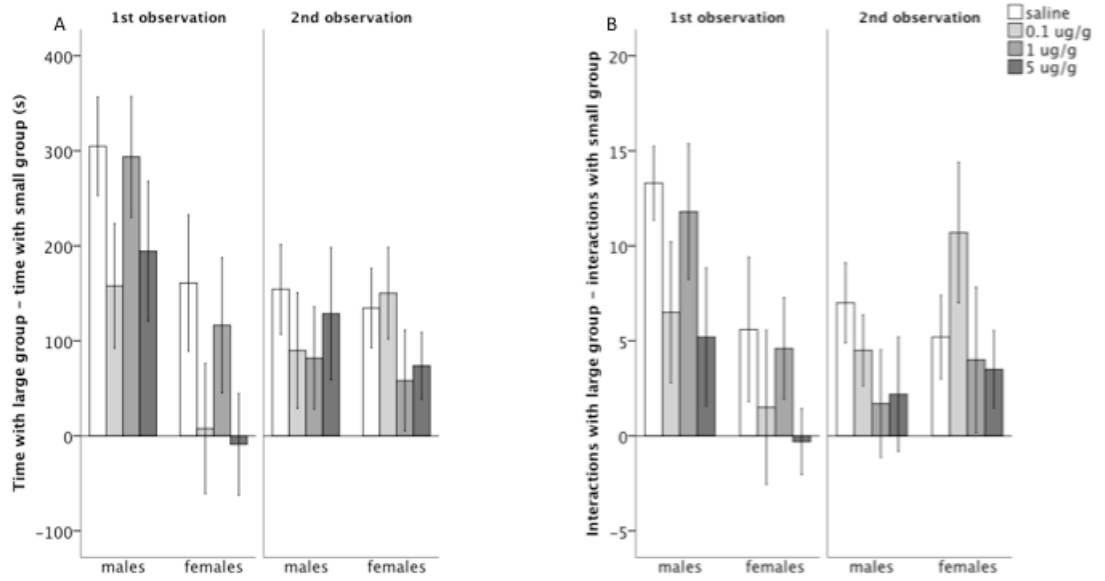 A
1st observation
2nd observation
Time with large group – time with small group (s)
400
300
200
100
0
−100
males
females
males
females
B
1st observation
2nd observation
Interactions with large group – interactions with small group
20
15
10
5
0
−5
males
females
males
females
saline
0.1 ug/g
1 ug/g
5 ug/g